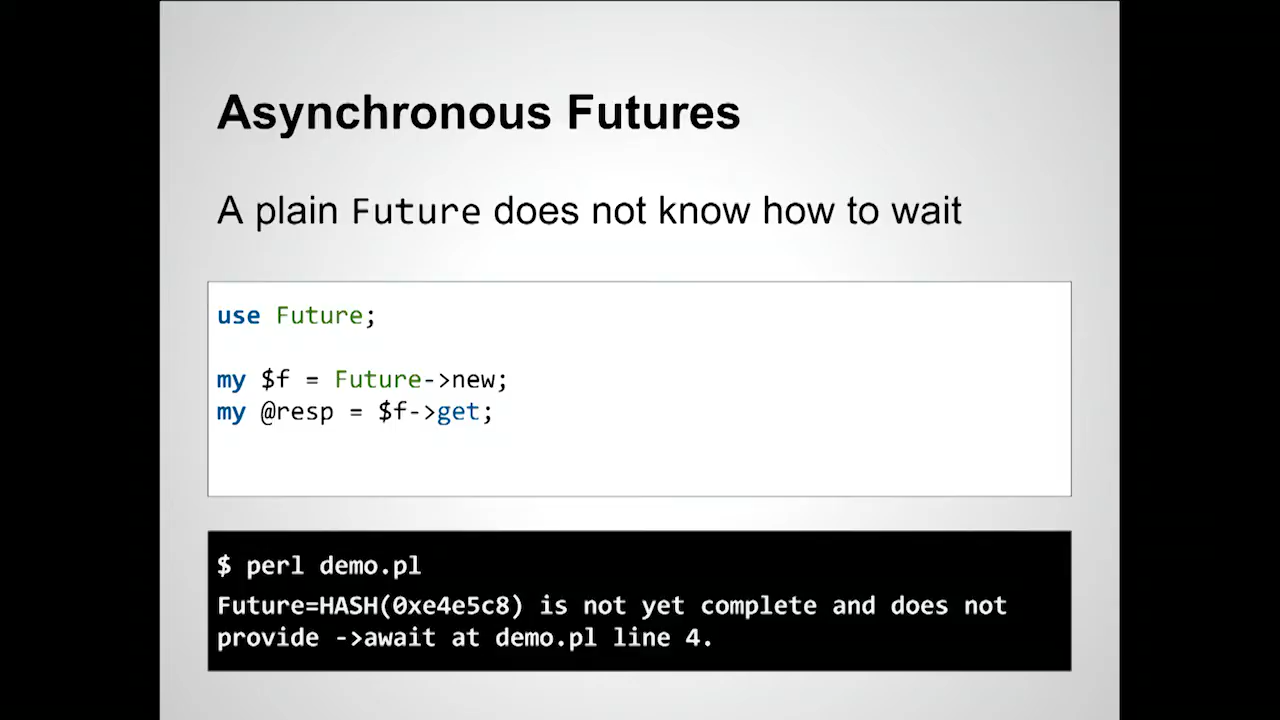 Asynchronous Futures
A plain Future does not know how to wait
use Future;
my $f = Future->new;
my @resp = $f->get;
$ perl demo.pl
Future=HASH(0xe4e5c8) is not yet complete and does not
provide ->await at demo.pl line 4.